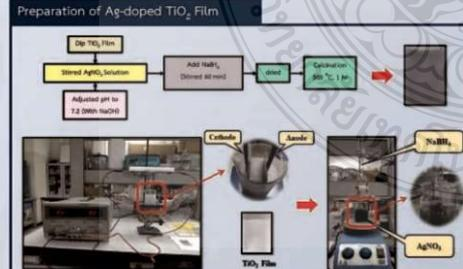 Preparation of Ag-doped TiO₂ Film
Dip TiO₂ Film
Stirred AgNO₃ Solution
Add NaBH₄
(Stirred 60 min)
dried
Calcination
500 °C, 1 hr
Adjusted pH to
7.2 (With NaOH)
Cathode
Anode
NaBH₄
TiO₂ Film
AgNO₃